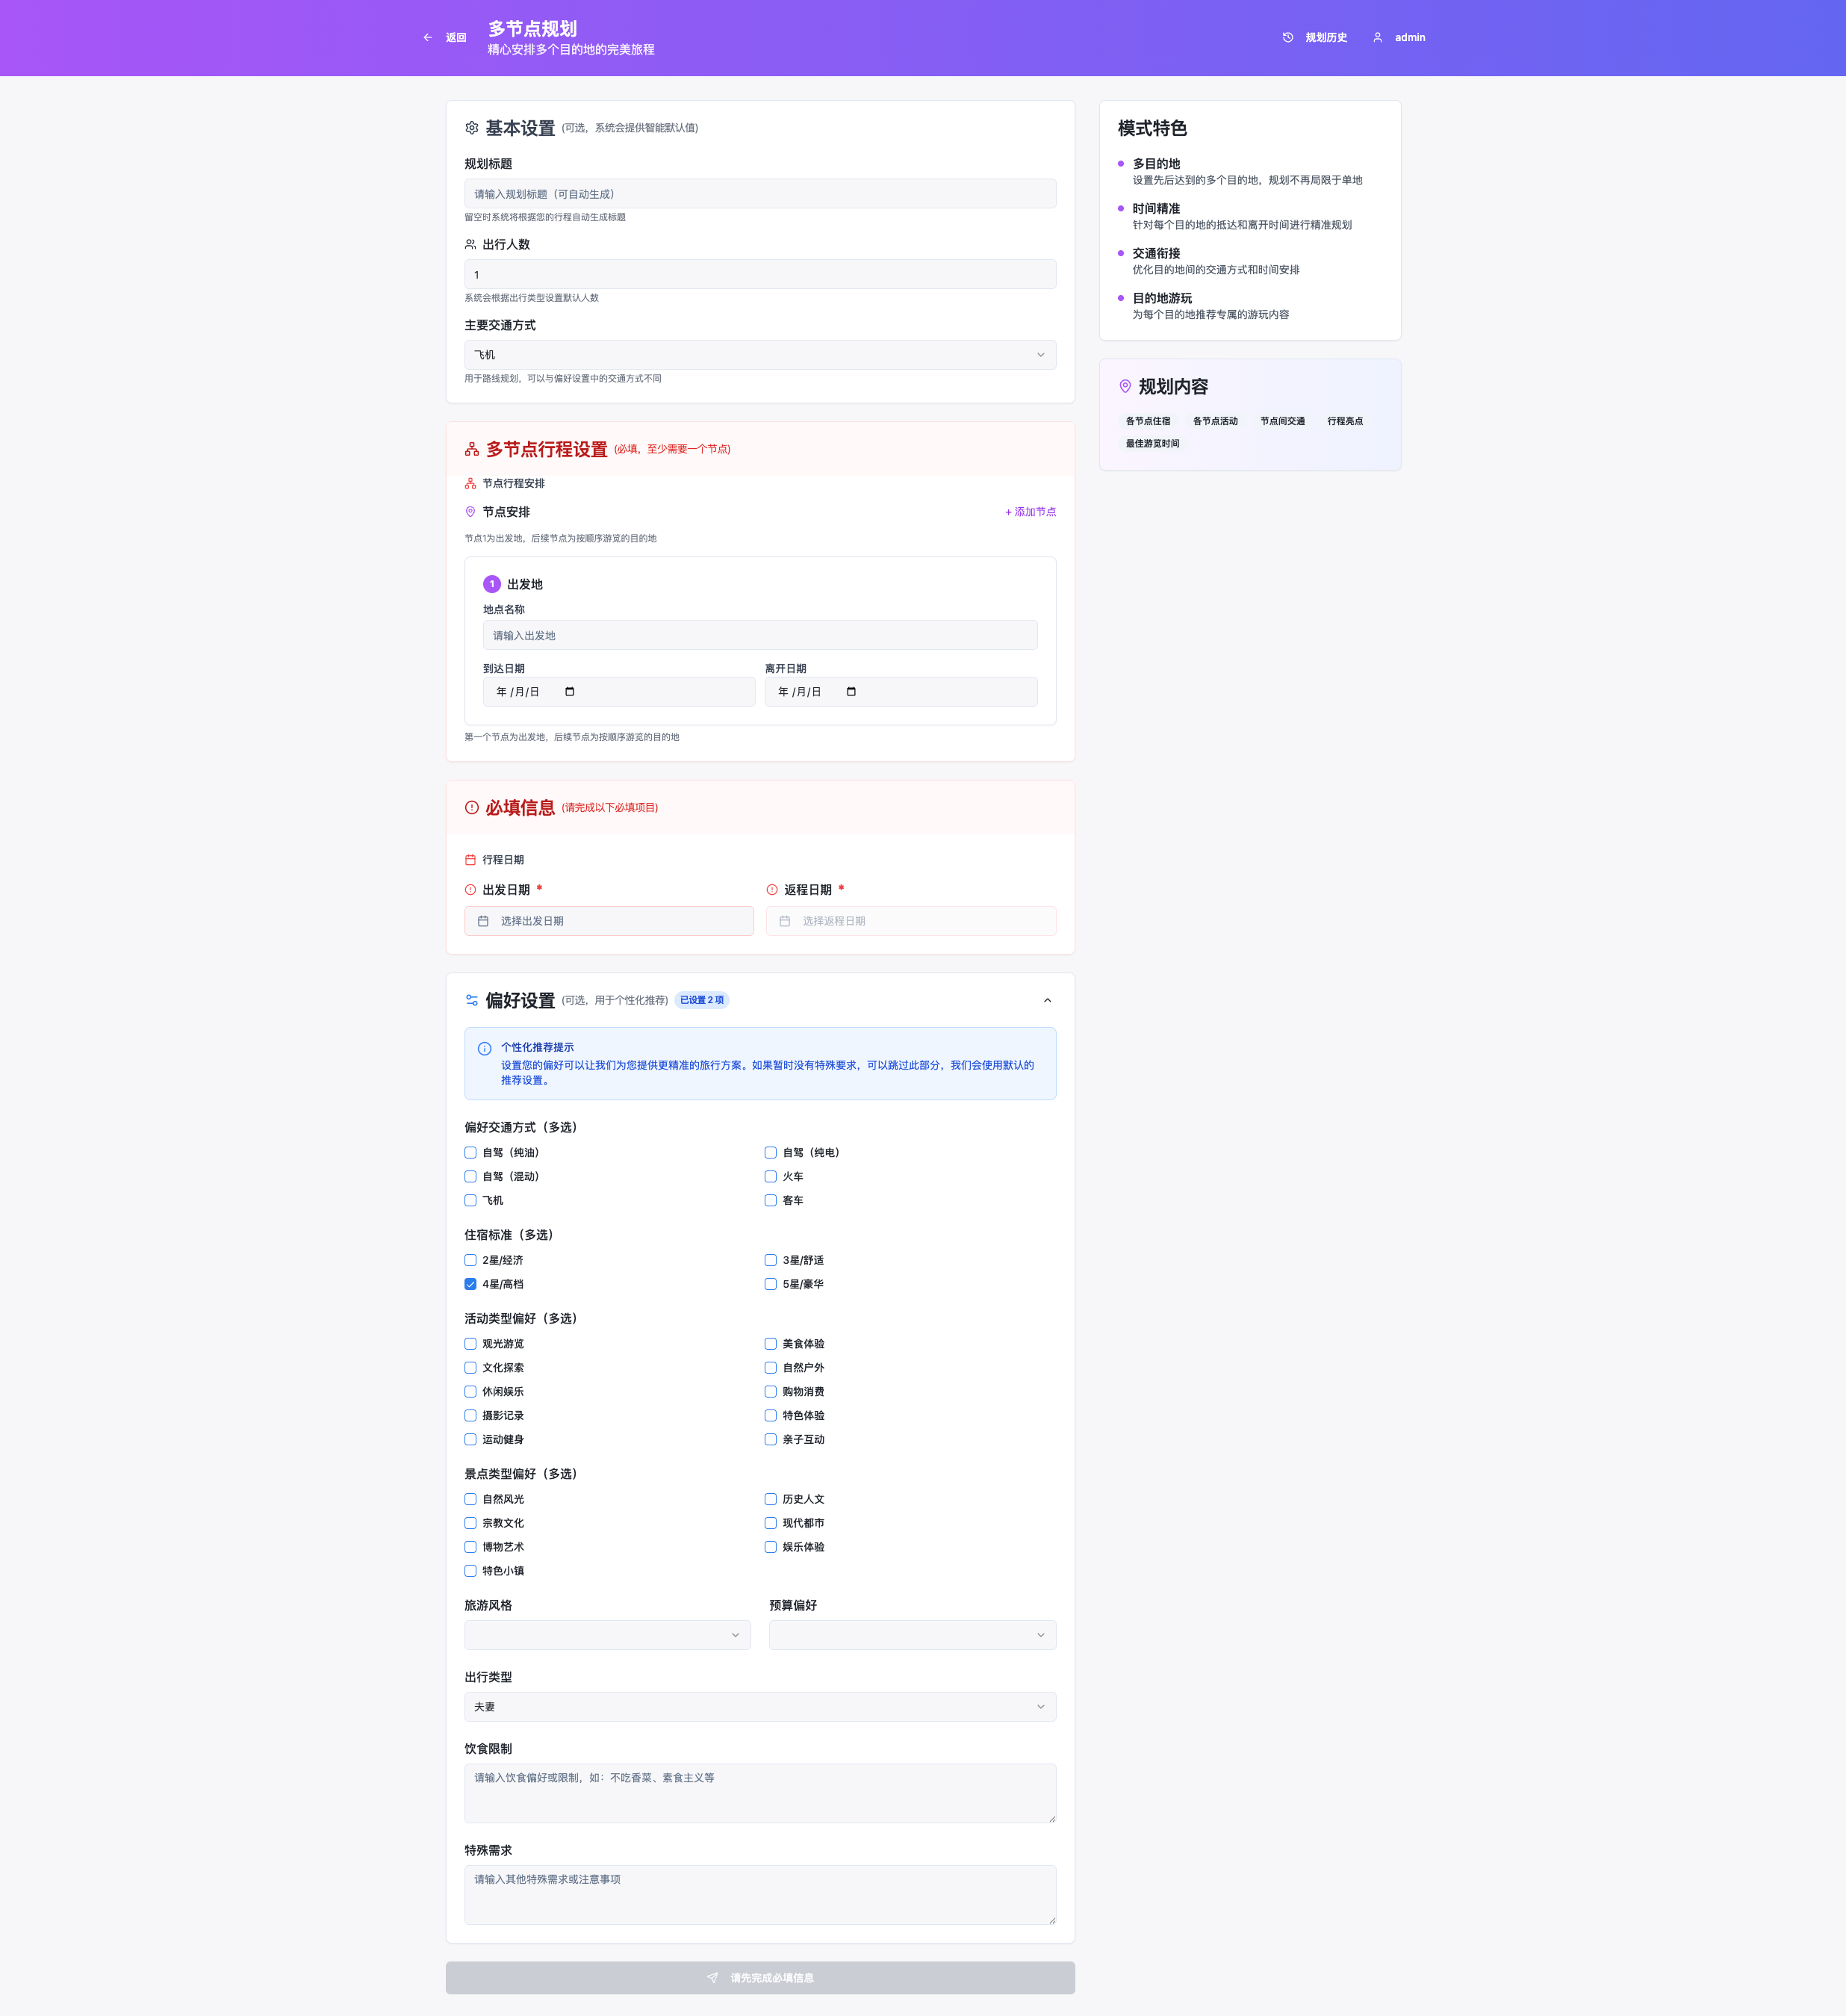 返回
多节点规划
精心安排多个目的地的完美旅程
规划历史
admin
基本设置 (可选，系统会提供智能默认值)
规划标题
请输入规划标题（可自动生成）
留空时系统将根据您的行程自动生成标题
出行人数
1
系统会根据出行类型设置默认人数
主要交通方式
飞机
用于路线规划，可以与偏好设置中的交通方式不同
多节点行程设置 (必填，至少需要一个节点)
节点行程安排
节点安排
+ 添加节点
节点1为出发地，后续节点为按顺序游览的目的地
1 出发地
地点名称
请输入出发地
到达日期
离开日期
年 /月/日
年 /月/日
第一个节点为出发地，后续节点为按顺序游览的目的地
必填信息 (请完成以下必填项目)
行程日期
出发日期 *
返程日期 *
选择出发日期
选择返程日期
偏好设置 (可选，用于个性化推荐) 已设置 2 项
个性化推荐提示
设置您的偏好可以让我们为您提供更精准的旅行方案。如果暂时没有特殊要求，可以跳过此部分，我们会使用默认的
推荐设置。
偏好交通方式（多选）
自驾（纯油）
自驾（纯电）
自驾（混动）
火车
飞机
客车
住宿标准（多选）
2星/经济
3星/舒适
4星/高档
5星/豪华
活动类型偏好（多选）
观光游览
美食体验
文化探索
自然户外
休闲娱乐
购物消费
摄影记录
特色体验
运动健身
亲子互动
景点类型偏好（多选）
自然风光
历史人文
宗教文化
现代都市
博物艺术
娱乐体验
特色小镇
旅游风格
预算偏好
出行类型
夫妻
饮食限制
请输入饮食偏好或限制，如：不吃香菜、素食主义等
特殊需求
请输入其他特殊需求或注意事项
请先完成必填信息
模式特色
多目的地
设置先后达到的多个目的地，规划不再局限于单地
时间精准
针对每个目的地的抵达和离开时间进行精准规划
交通衔接
优化目的地间的交通方式和时间安排
目的地游玩
为每个目的地推荐专属的游玩内容
规划内容
各节点住宿
各节点活动
节点间交通
行程亮点
最佳游览时间